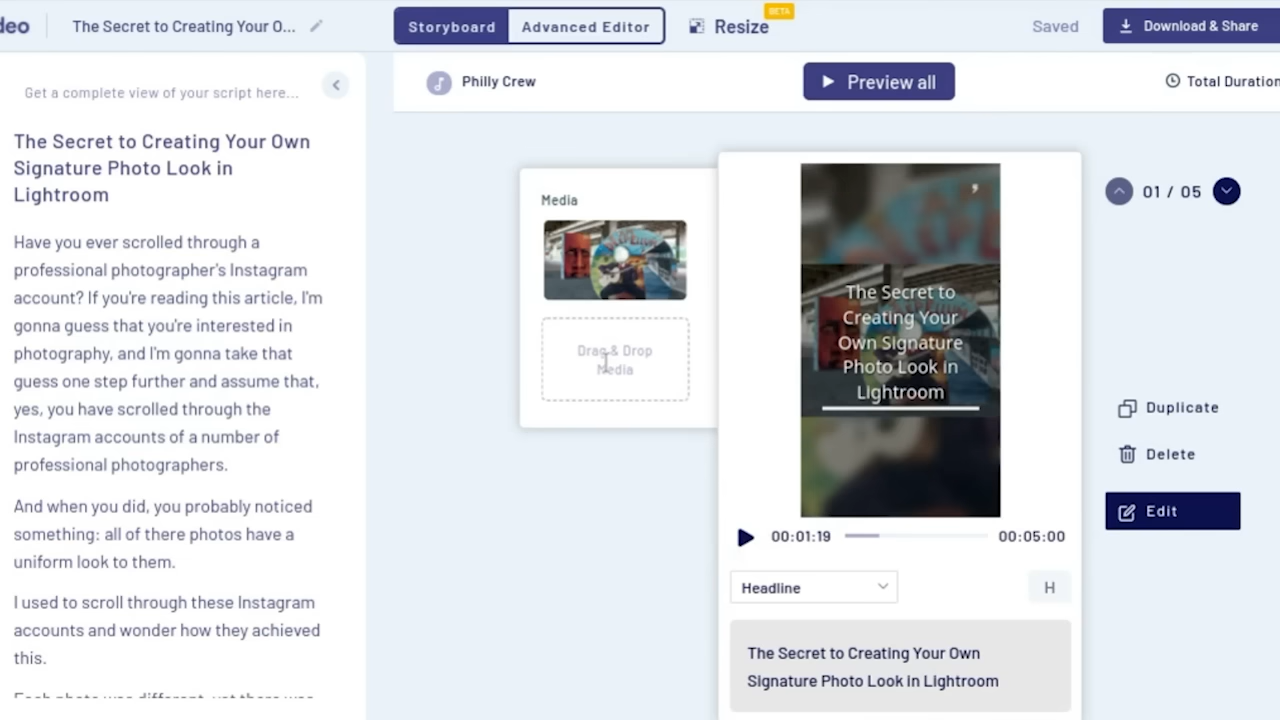 deo
The Secret to Creating Your O...
Storyboard
Advanced Editor
Resize
BETA
Saved
Download & Share
Get a complete view of your script here...
Philly Crew
Preview all
Total Duration
The Secret to Creating Your Own
Signature Photo Look in
Lightroom
Have you ever scrolled through a
professional photographer's Instagram
account? If you're reading this article, I'm
gonna guess that you're interested in
photography, and I'm gonna take that
guess one step further and assume that,
yes, you have scrolled through the
Instagram accounts of a number of
professional photographers.
And when you did, you probably noticed
something: all of there photos have a
uniform look to them.
I used to scroll through these Instagram
accounts and wonder how they achieved
this.
Each photo was different, yet there was
Media
Drag & Drop
Media
The Secret to
Creating Your
Own Signature
Photo Look in
Lightroom
00:01:19
00:05:00
Headline
H
The Secret to Creating Your Own
Signature Photo Look in Lightroom
01 / 05
Duplicate
Delete
Edit